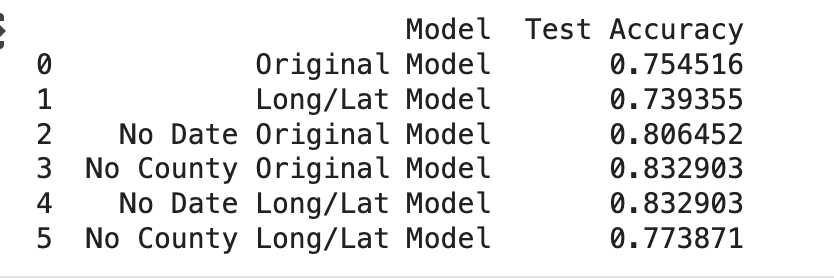 Model Test Accuracy
0 Original Model 0.754516
1 Long/Lat Model 0.739355
2 No Date Original Model 0.806452
3 No County Original Model 0.832903
4 No Date Long/Lat Model 0.832903
5 No County Long/Lat Model 0.773871